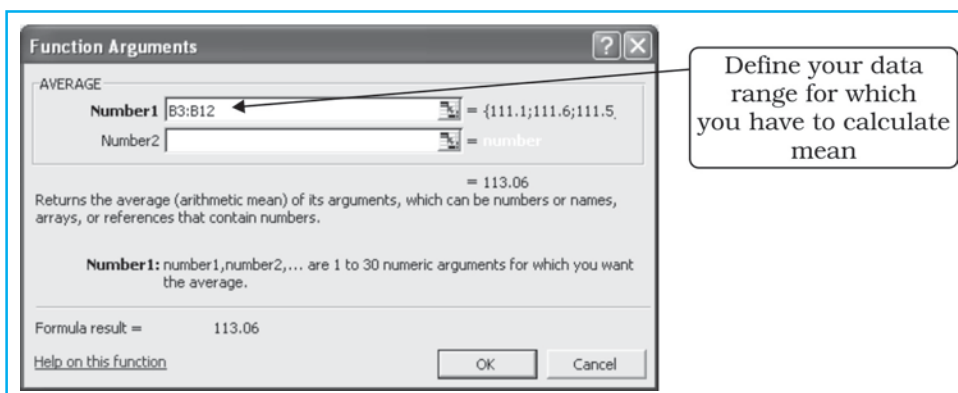 Function Arguments
AVERAGE
Number1 B3:B12 = {111.1;111.6;111.5,
Number2 = number
= 113.06
Returns the average (arithmetic mean) of its arguments, which can be numbers or names,
arrays, or references that contain numbers.
Number1: number1,number2,... are 1 to 30 numeric arguments for which you want
the average.
Formula result = 113.06
Help on this function
OK Cancel
Define your data
range for which
you have to calculate
mean